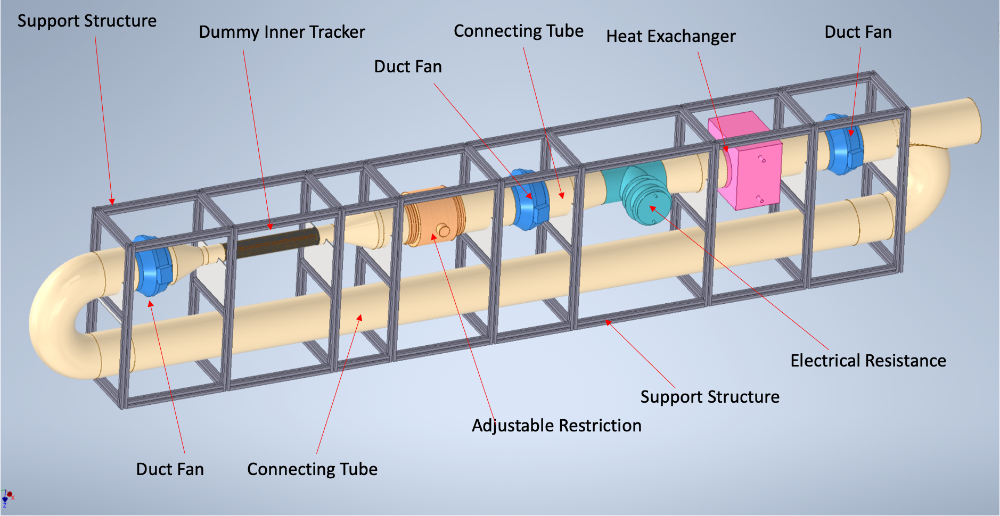 Support Structure
Dummy Inner Tracker
Connecting Tube
Heat Exachanger
Duct Fan
Duct Fan
Electrical Resistance
Support Structure
Adjustable Restriction
Duct Fan
Connecting Tube
X
Z